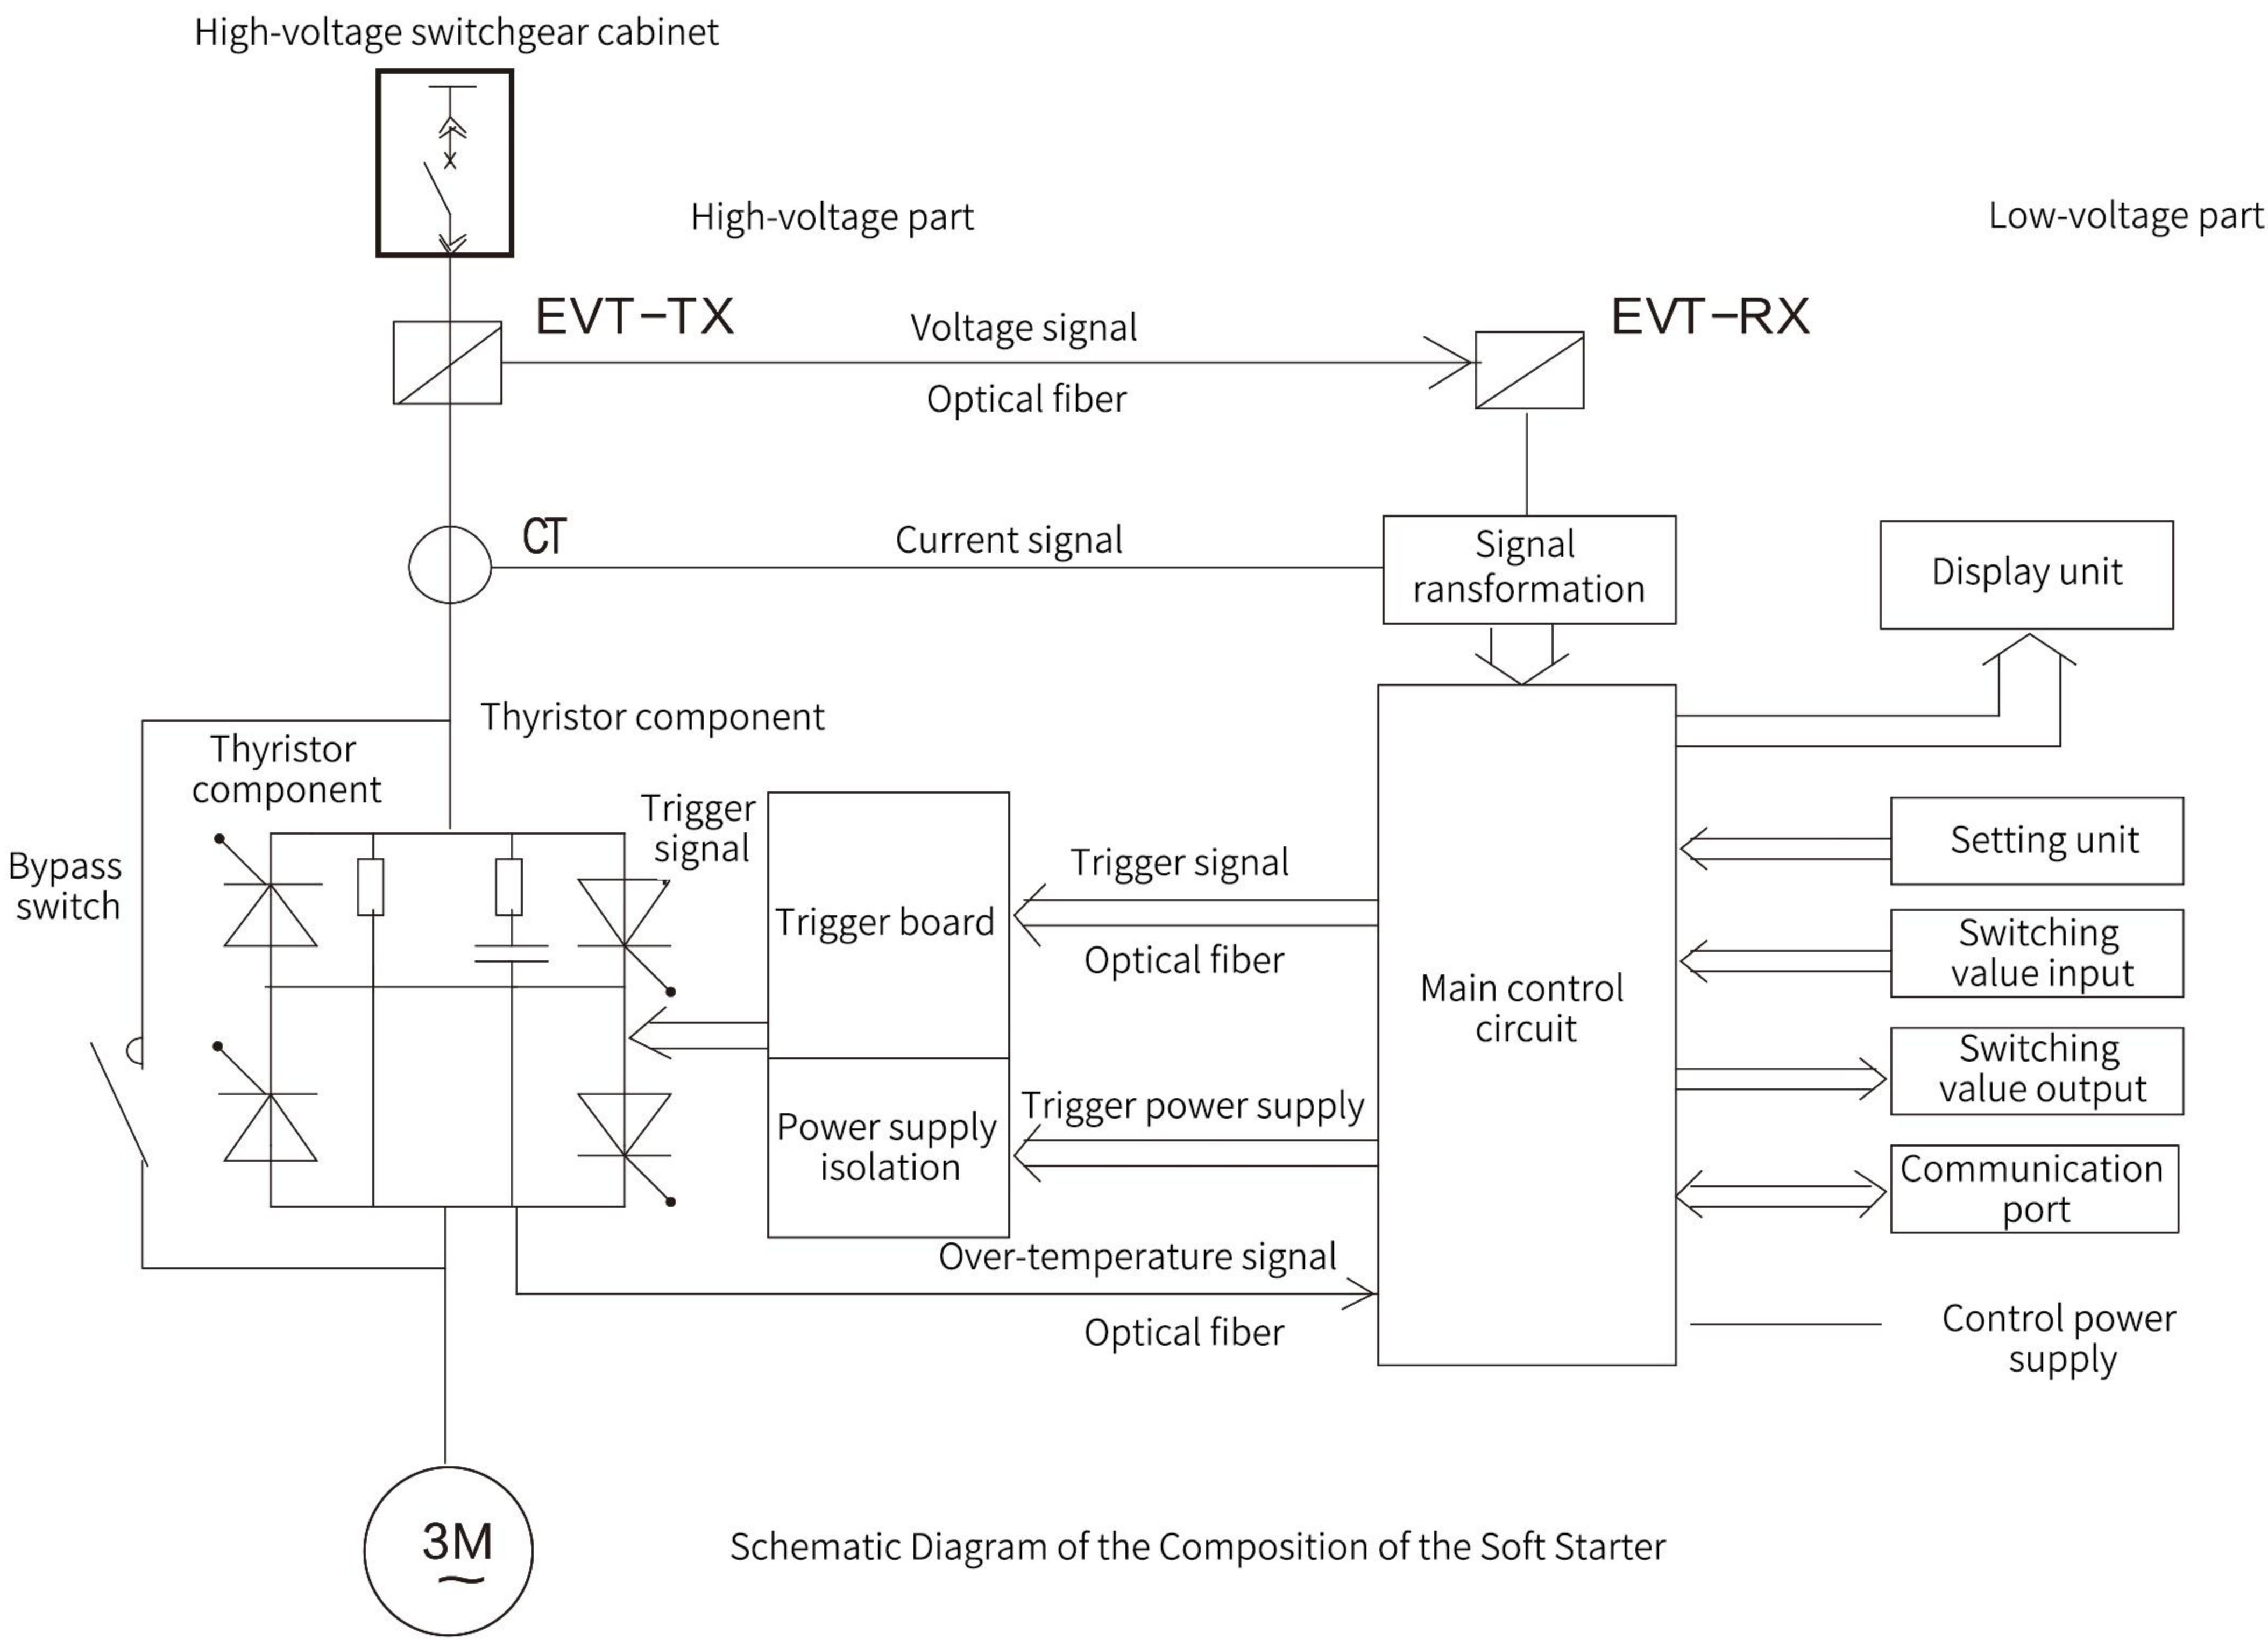 High-voltage switchgear cabinet
High-voltage part
Low-voltage part
EVT-TX
Voltage signal
Optical fiber
EVT-RX
CT
Current signal
Signal
ransformation
Display unit
Thyristor component
Thyristor
component
Bypass
switch
Trigger
signal
Trigger board
Trigger signal
Optical fiber
Main control
circuit
Setting unit
Switching
value input
Switching
value output
Power supply
isolation
Trigger power supply
Communication
port
Over-temperature signal
Optical fiber
Control power
supply
3M
~
Schematic Diagram of the Composition of the Soft Starter